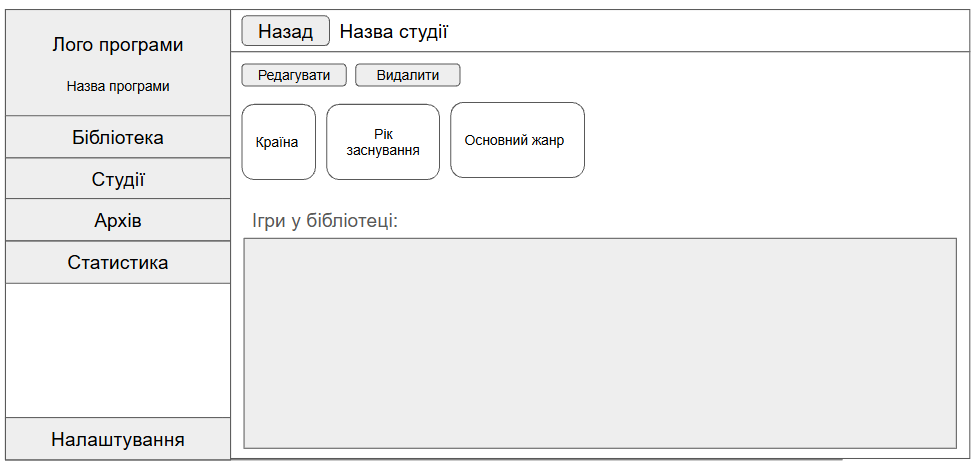 Лого програми
Назва програми
Бібліотека
Студії
Архів
Статистика
Налаштування
Назад
Назва студії
Редагувати
Видалити
Країна
Рік
заснування
Основний жанр
Ігри у бібліотеці: